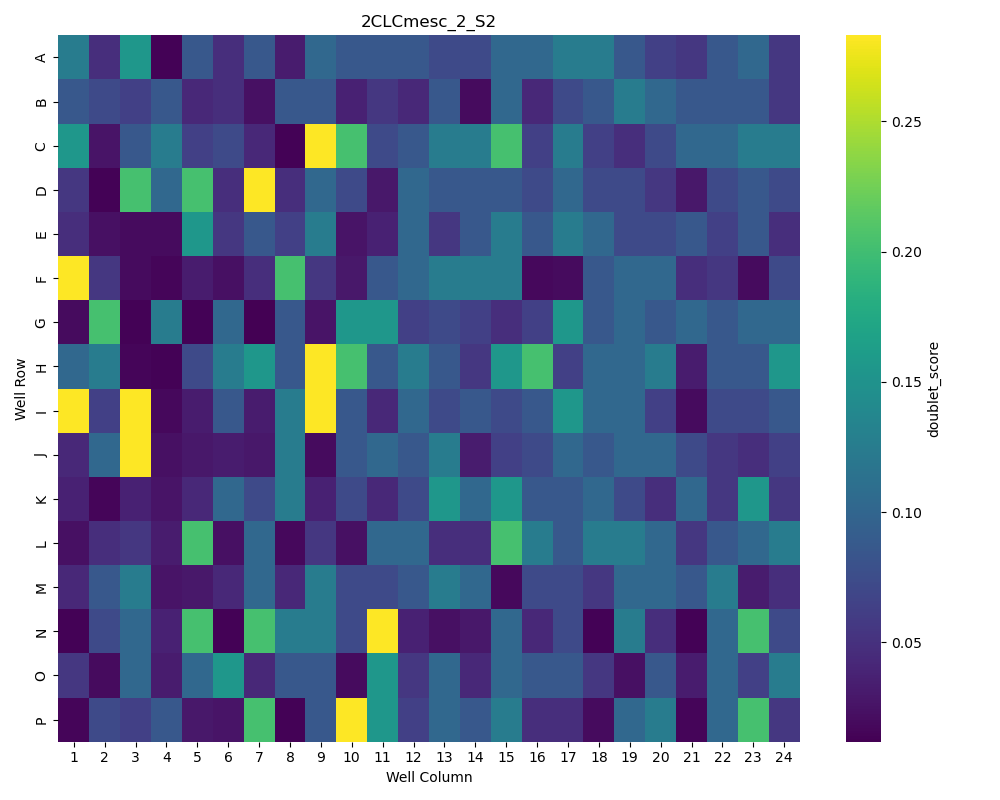 2CLCmesc_2_S2
Well Row
A
B
C
D
E
F
G
H
I
J
K
L
M
N
O
P
1 2 3 4 5 6 7 8 9 10 11 12 13 14 15 16 17 18 19 20 21 22 23 24
Well Column
0.25
0.20
0.15
0.10
0.05
doublet_score